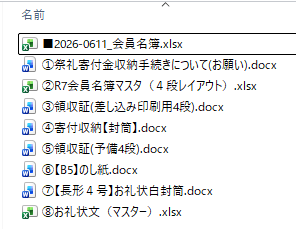 名前
■2026-0611_会員名簿.xlsx
①祭礼寄付金収納手続きについて(お願い).docx
②R7会員名簿マスタ（４段レイアウト）.xlsx
③領収証(差し込み印刷用4段).docx
④寄付収納【封筒】.docx
⑤領収証(予備4段).docx
⑥【B5】のし紙.docx
⑦【長形４号】お礼状白封筒.docx
⑧お礼状文（マスター）.xlsx